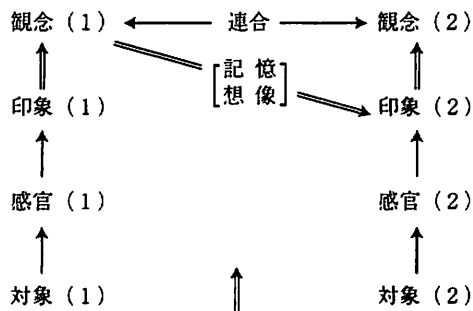 観念（1） 連合 観念（2）
記憶
想像
印象（1） 印象（2）
感官（1） 感官（2）
対象（1） 対象（2）